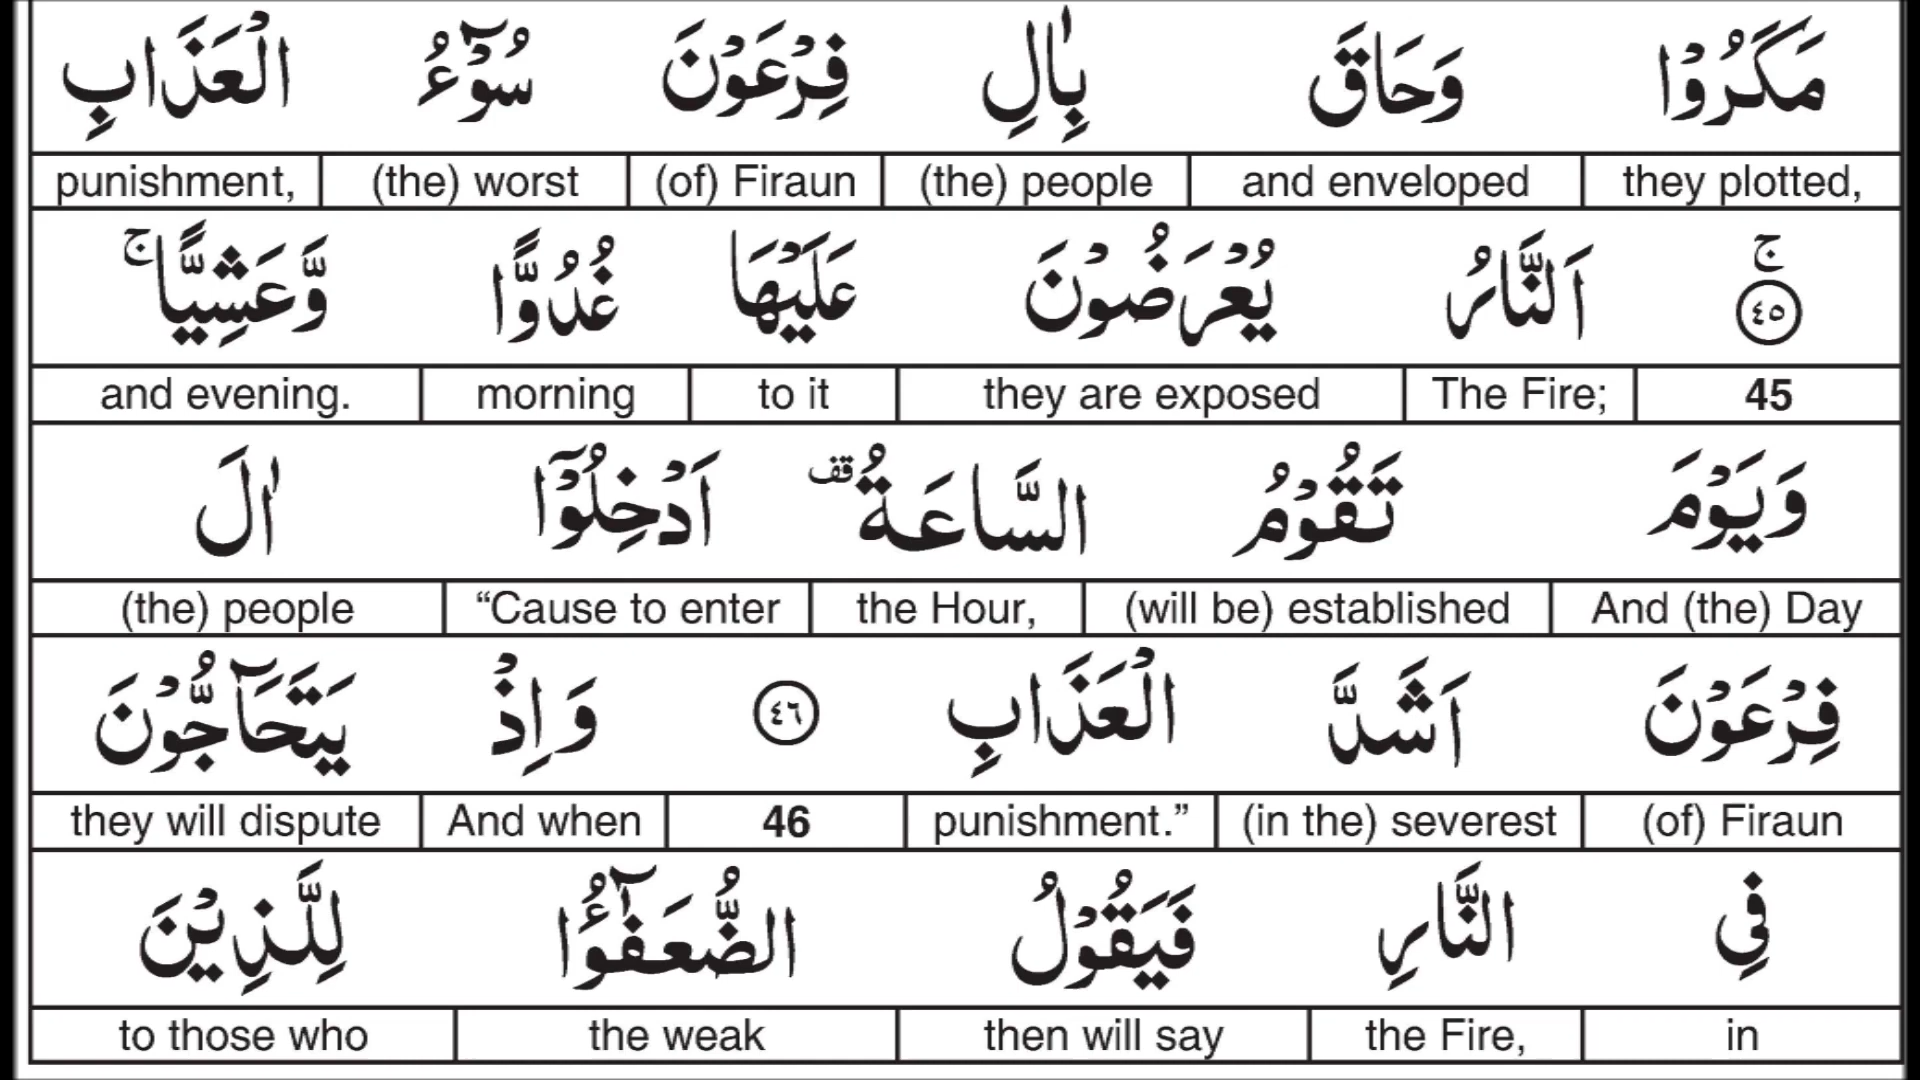 مَكَرُوْا وَحَاقَ بِاٰلِ فِرْعَوْنَ سُوْٓءُ الْعَذَابِ
they plotted, and enveloped (the) people (of) Firaun (the) worst punishment,
ۚ ٤٥ اَلنَّارُ يُعْرَضُوْنَ عَلَيْهَا غُدُوًّا وَّعَشِيًّا ۚ
45 The Fire; they are exposed to it morning and evening.
وَيَوْمَ تَقُوْمُ السَّاعَةُ قف اَدْخِلُوْٓا اٰلَ
And (the) Day (will be) established the Hour, “Cause to enter (the) people
فِرْعَوْنَ اَشَدَّ الْعَذَابِ ٤٦ وَاِذْ يَتَحَآجُّوْنَ
(of) Firaun (in the) severest punishment.” 46 And when they will dispute
فِي النَّارِ فَيَقُوْلُ الضُّعَفٰٓؤُا لِلَّذِيْنَ
in the Fire, then will say the weak to those who